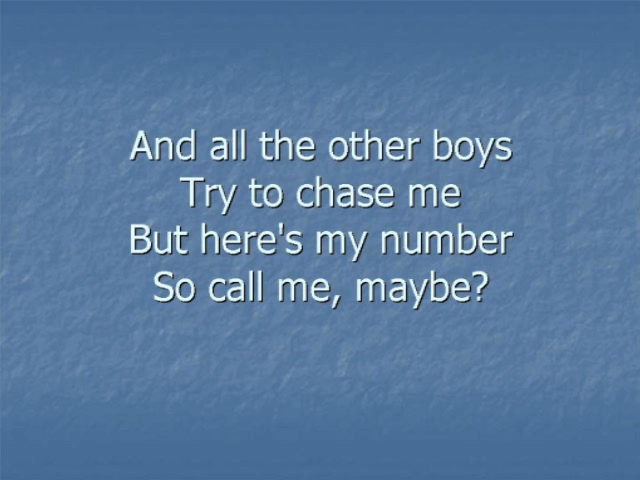 And all the other boys
Try to chase me
But here's my number
So call me, maybe?